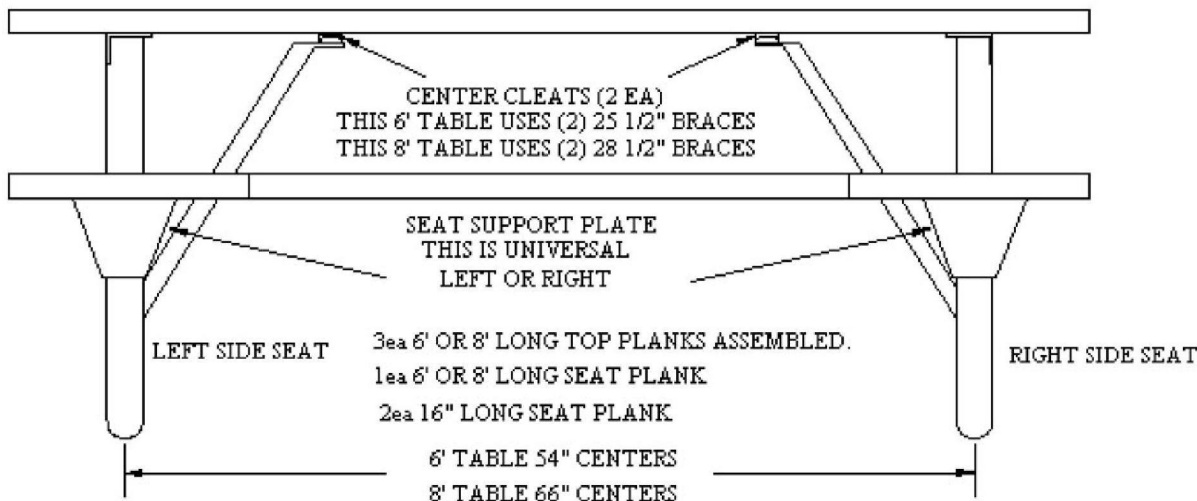 CENTER CLEATS (2 EA)
THIS 6' TABLE USES (2) 25 1/2" BRACES
THIS 8' TABLE USES (2) 28 1/2" BRACES
SEAT SUPPORT PLATE
THIS IS UNIVERSAL
LEFT OR RIGHT
LEFT SIDE SEAT
3ea 6' OR 8' LONG TOP PLANKS ASSEMBLED.
1ea 6' OR 8' LONG SEAT PLANK
2ea 16" LONG SEAT PLANK
RIGHT SIDE SEAT
6' TABLE 54" CENTERS
8' TABLE 66" CENTERS